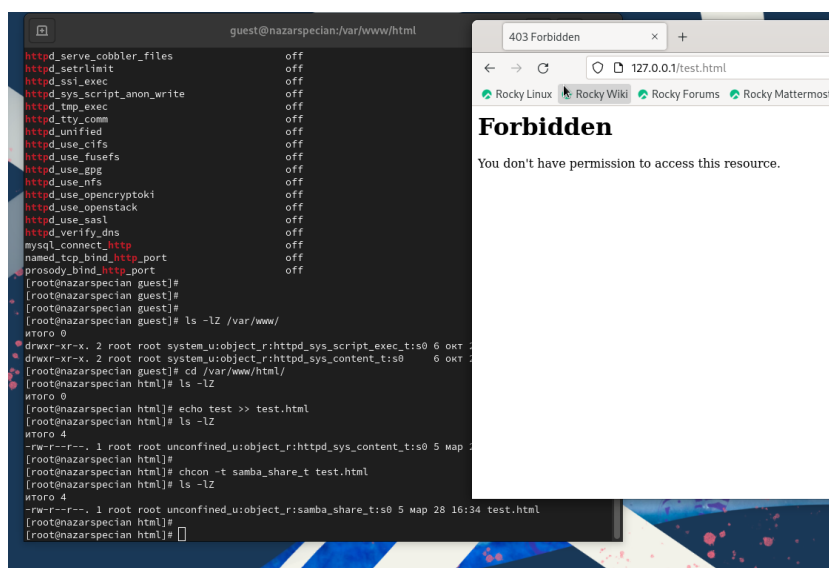 guest@nazarspecian:/var/www/html
httpd_serve_cobbler_files off
httpd_setrlimit off
httpd_ssi_exec off
httpd_sys_script_anon_write off
httpd_tmp_exec off
httpd_tty_comm off
httpd_unified off
httpd_use_cifs off
httpd_use_fusefs off
httpd_use_gpg off
httpd_use_nfs off
httpd_use_opencryptoki off
httpd_use_openstack off
httpd_use_sasl off
httpd_verify_dns off
mysql_connect_http off
named_tcp_bind_http_port off
prosody_bind_http_port off
[root@nazarspecian guest]#
[root@nazarspecian guest]#
[root@nazarspecian guest]#
[root@nazarspecian guest]# ls -lZ /var/www/
итого 0
drwxr-xr-x. 2 root root system_u:object_r:httpd_sys_script_exec_t:s0 6 окт 2
drwxr-xr-x. 2 root root system_u:object_r:httpd_sys_content_t:s0 6 окт 2
[root@nazarspecian guest]# cd /var/www/html/
[root@nazarspecian html]# ls -lZ
итого 0
[root@nazarspecian html]# echo test >> test.html
[root@nazarspecian html]# ls -lZ
итого 4
-rw-r--r--. 1 root root unconfined_u:object_r:httpd_sys_content_t:s0 5 мар 2
[root@nazarspecian html]#
[root@nazarspecian html]# chcon -t samba_share_t test.html
[root@nazarspecian html]# ls -lZ
итого 4
-rw-r--r--. 1 root root unconfined_u:object_r:samba_share_t:s0 5 мар 28 16:34 test.html
[root@nazarspecian html]#
[root@nazarspecian html]#
403 Forbidden
127.0.0.1/test.html
Rocky Linux Rocky Wiki Rocky Forums Rocky Mattermost
Forbidden
You don't have permission to access this resource.